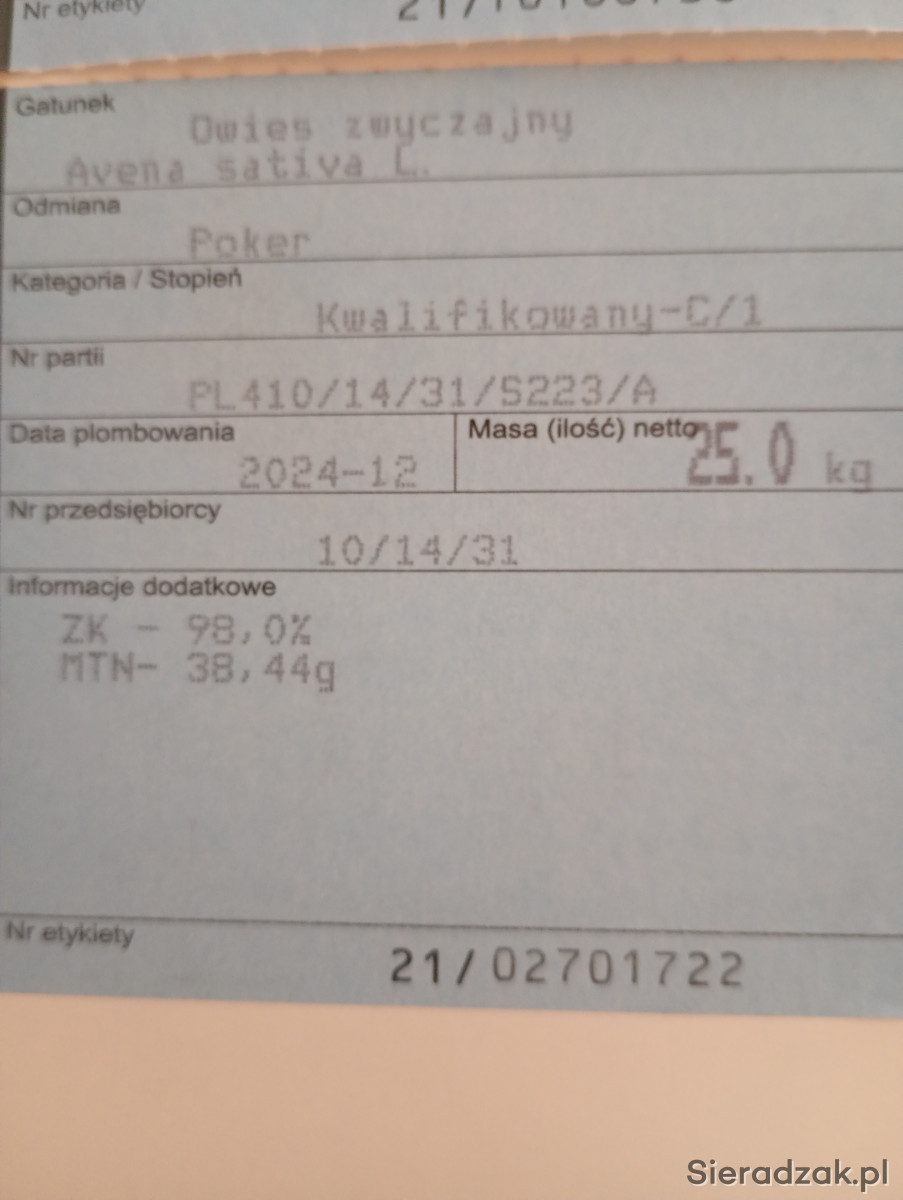 Nr etykiety
Gatunek
Owies zwyczajny
Avena sativa L.
Odmiana
Poker
Kategoria / Stopień
Kwalifikowany-C/1
Nr partii
PL410/14/31/S223/A
Data plombowania
2024-12
Masa (ilość) netto
25.0 kg
Nr przedsiębiorcy
10/14/31
Informacje dodatkowe
ZK - 98,0%
MTN- 38,44g
Nr etykiety
21/02701722
Sieradzak.pl